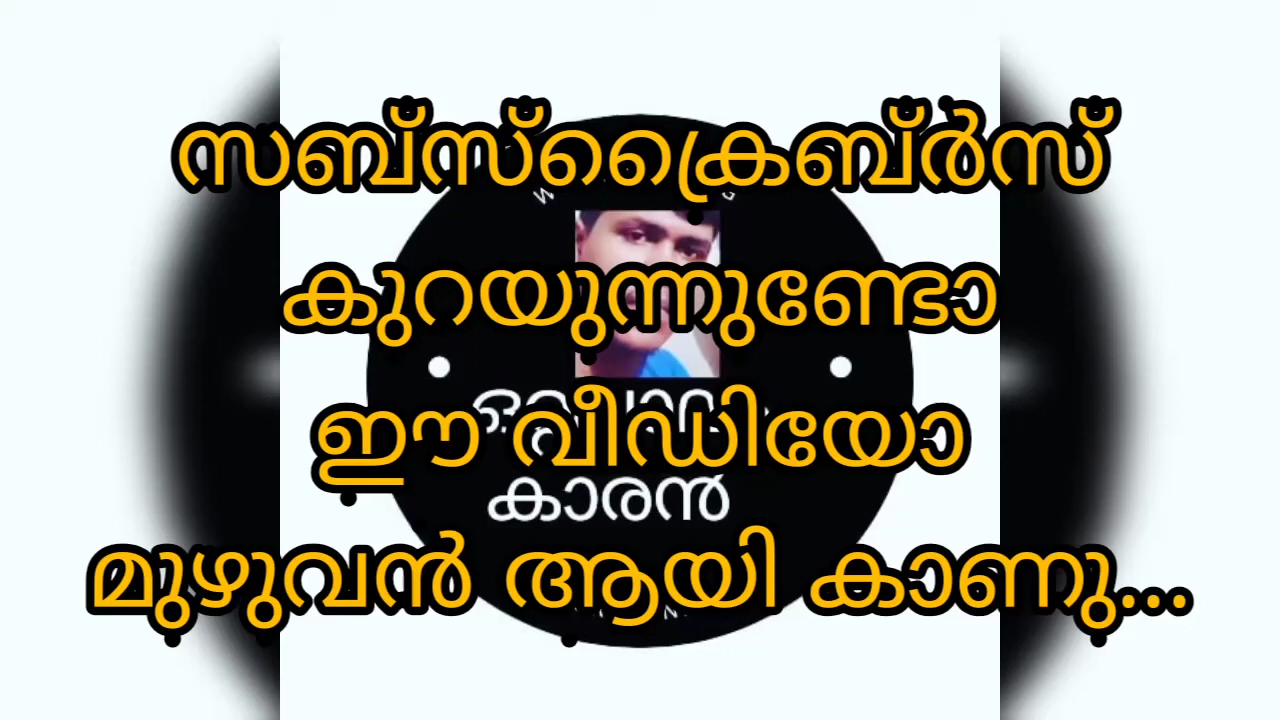 സബ്സ്ക്രൈബ്ർസ്
കുറയുന്നുണ്ടോ
ഈ വീഡിയോ
കാരൻ
മുഴുവൻ ആയി കാണു...